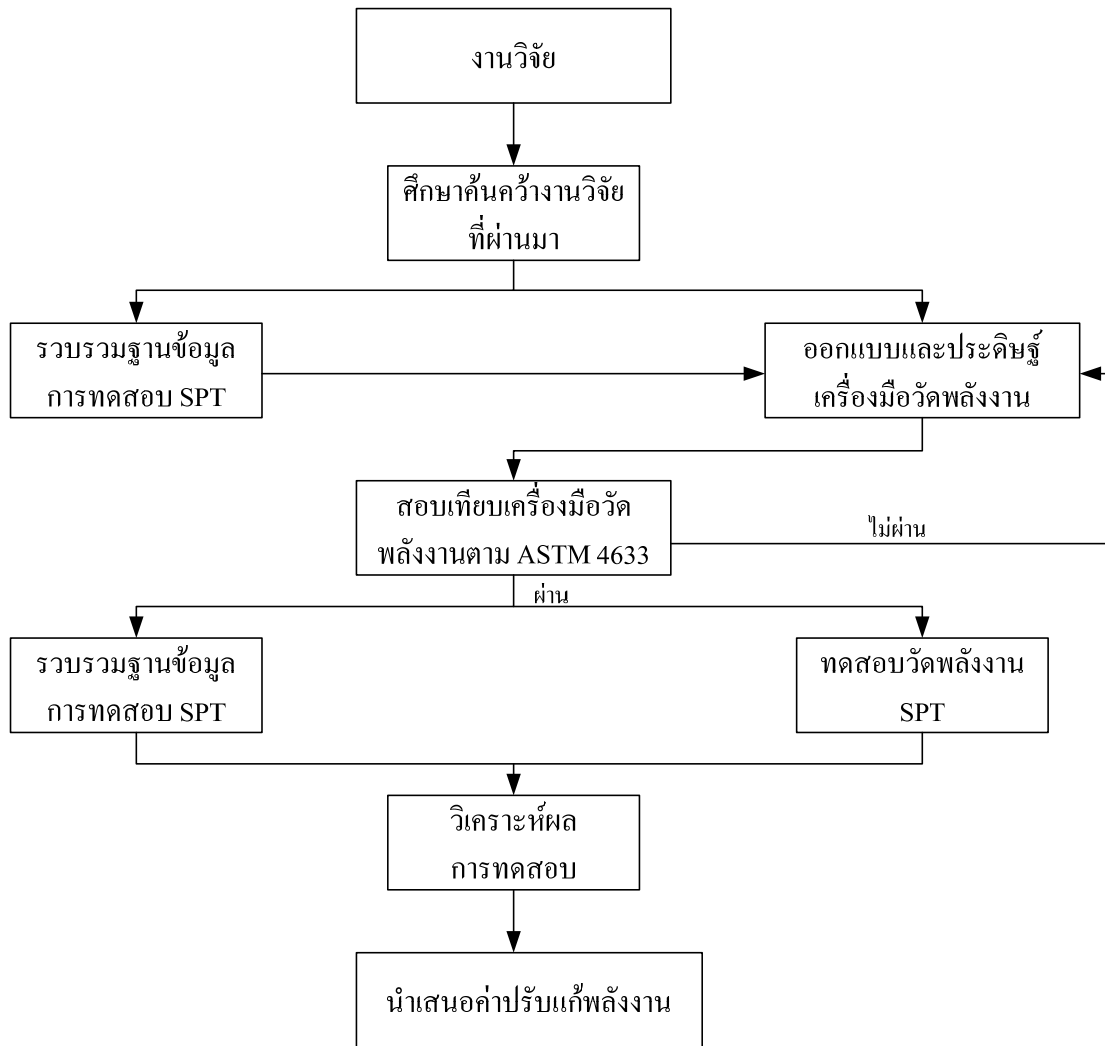 งานวิจัย
ศึกษาค้นคว้างานวิจัย
ที่ผ่านมา
รวบรวมฐานข้อมูล
การทดสอบ SPT
ออกแบบและประดิษฐ์
เครื่องมือวัดพลังงาน
สอบเทียบเครื่องมือวัด
พลังงานตาม ASTM 4633
ไม่ผ่าน
ผ่าน
รวบรวมฐานข้อมูล
การทดสอบ SPT
ทดสอบวัดพลังงาน
SPT
วิเคราะห์ผล
การทดสอบ
นำเสนอค่าปรับแก้พลังงาน